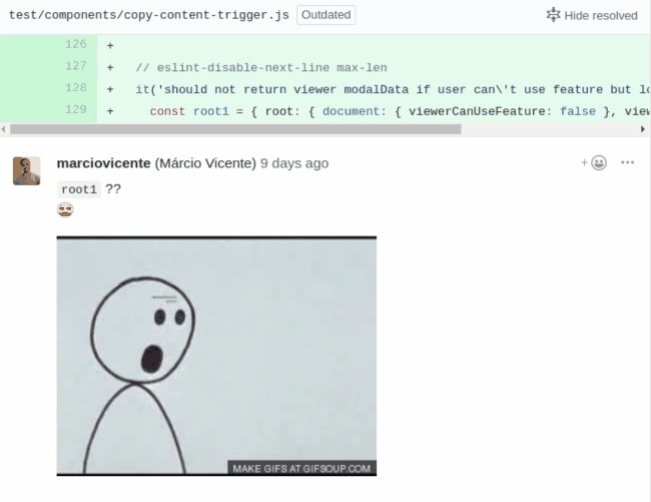 test/components/copy-content-trigger.js Outdated Hide resolved
126 +
127 + // eslint-disable-next-line max-len
128 + it('should not return viewer modalData if user can\'t use feature but lo
129 + const root1 = { root: { document: { viewerCanUseFeature: false }, view
marciovicente (Márcio Vicente) 9 days ago
root1 ??
MAKE GIFS AT GIFSOUP.COM